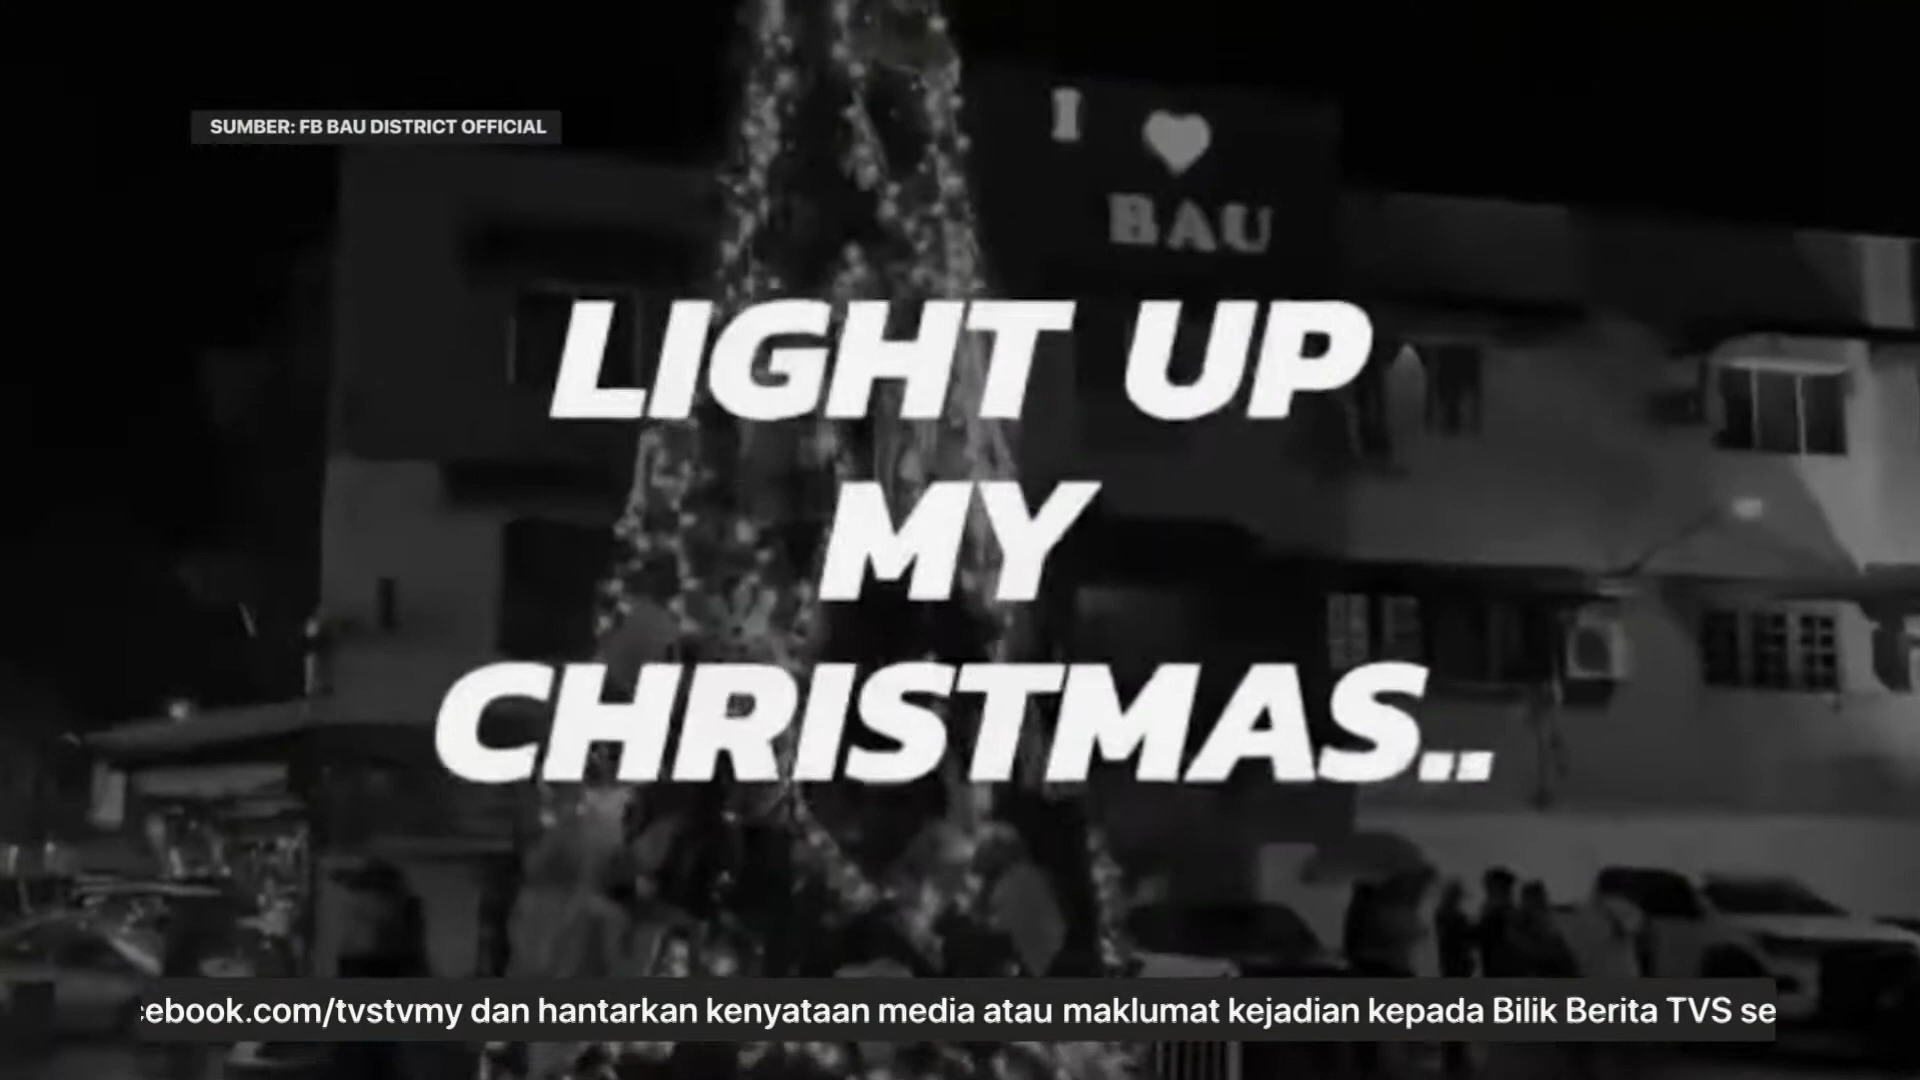 SUMBER: FB BAU DISTRICT OFFICIAL
I ♥
BAU
LIGHT UP
MY
CHRISTMAS..
ebook.com/tvstvmy dan hantarkan kenyataan media atau maklumat kejadian kepada Bilik Berita TVS se